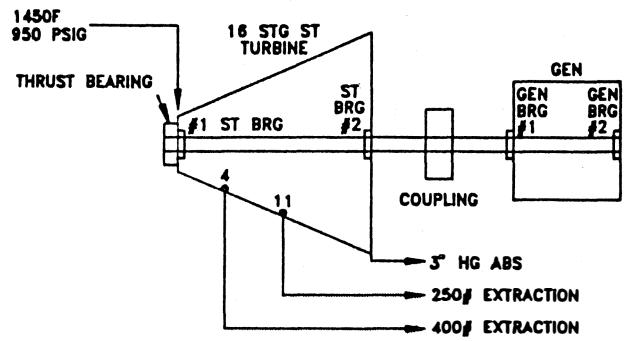 1450F
950 PSIG
16 STG ST
TURBINE
THRUST BEARING
#1 ST BRG
ST
BRG
#2
GEN
GEN
BRG
#1
GEN
BRG
#2
COUPLING
4
11
3" HG ABS
250# EXTRACTION
400# EXTRACTION